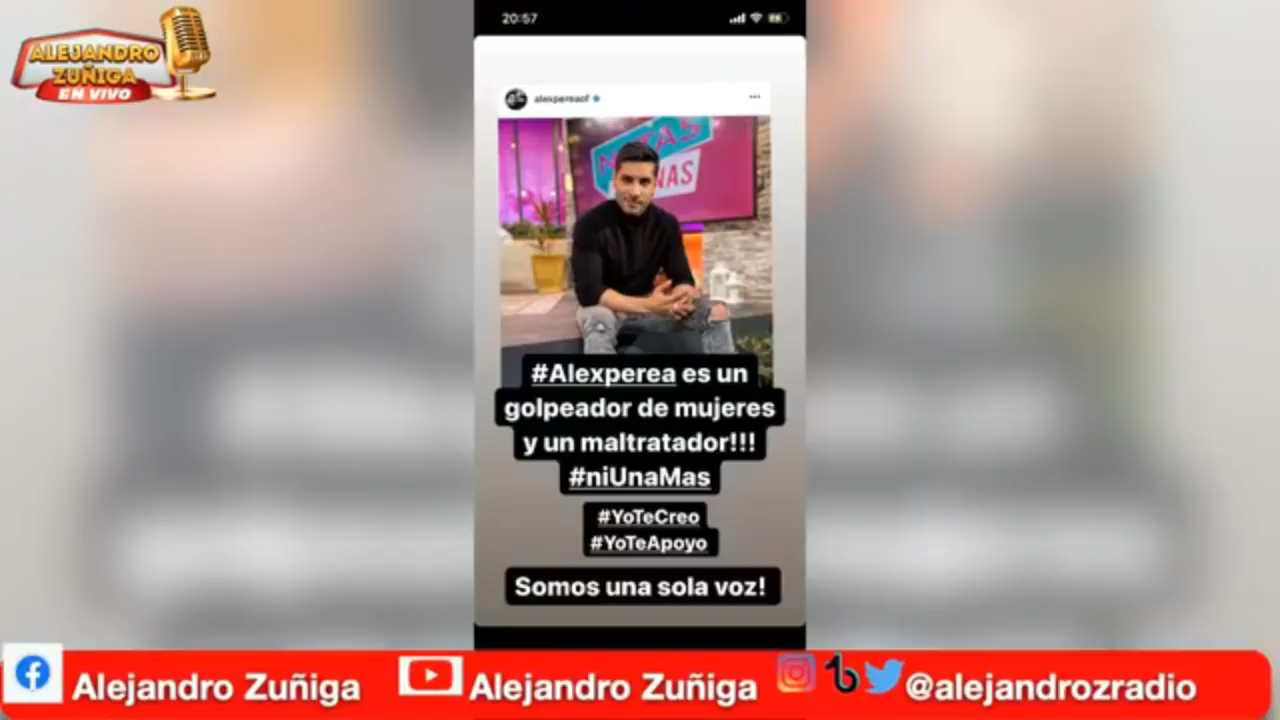 ALEJANDRO
ZUÑIGA
EN VIVO
20:57
alexpereaof
NAS
#Alexperea es un
golpeador de mujeres
y un maltratador!!!
#niUnaMas
#YoTeCreo
#YoTeApoyo
Somos una sola voz!
Alejandro Zuñiga
Alejandro Zuñiga
@alejandrozradio